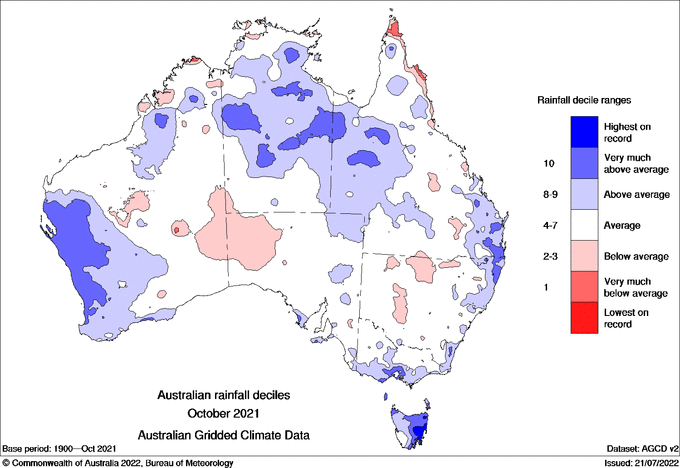 Rainfall decile ranges
Highest on
record
10
Very much
above average
8-9
Above average
4-7
Average
2-3
Below average
1
Very much
below average
Lowest on
record
Australian rainfall deciles
October 2021
Australian Gridded Climate Data
Base period: 1900—Oct 2021
Dataset: AGCD v2
© Commonwealth of Australia 2022, Bureau of Meteorology
Issued: 21/07/2022